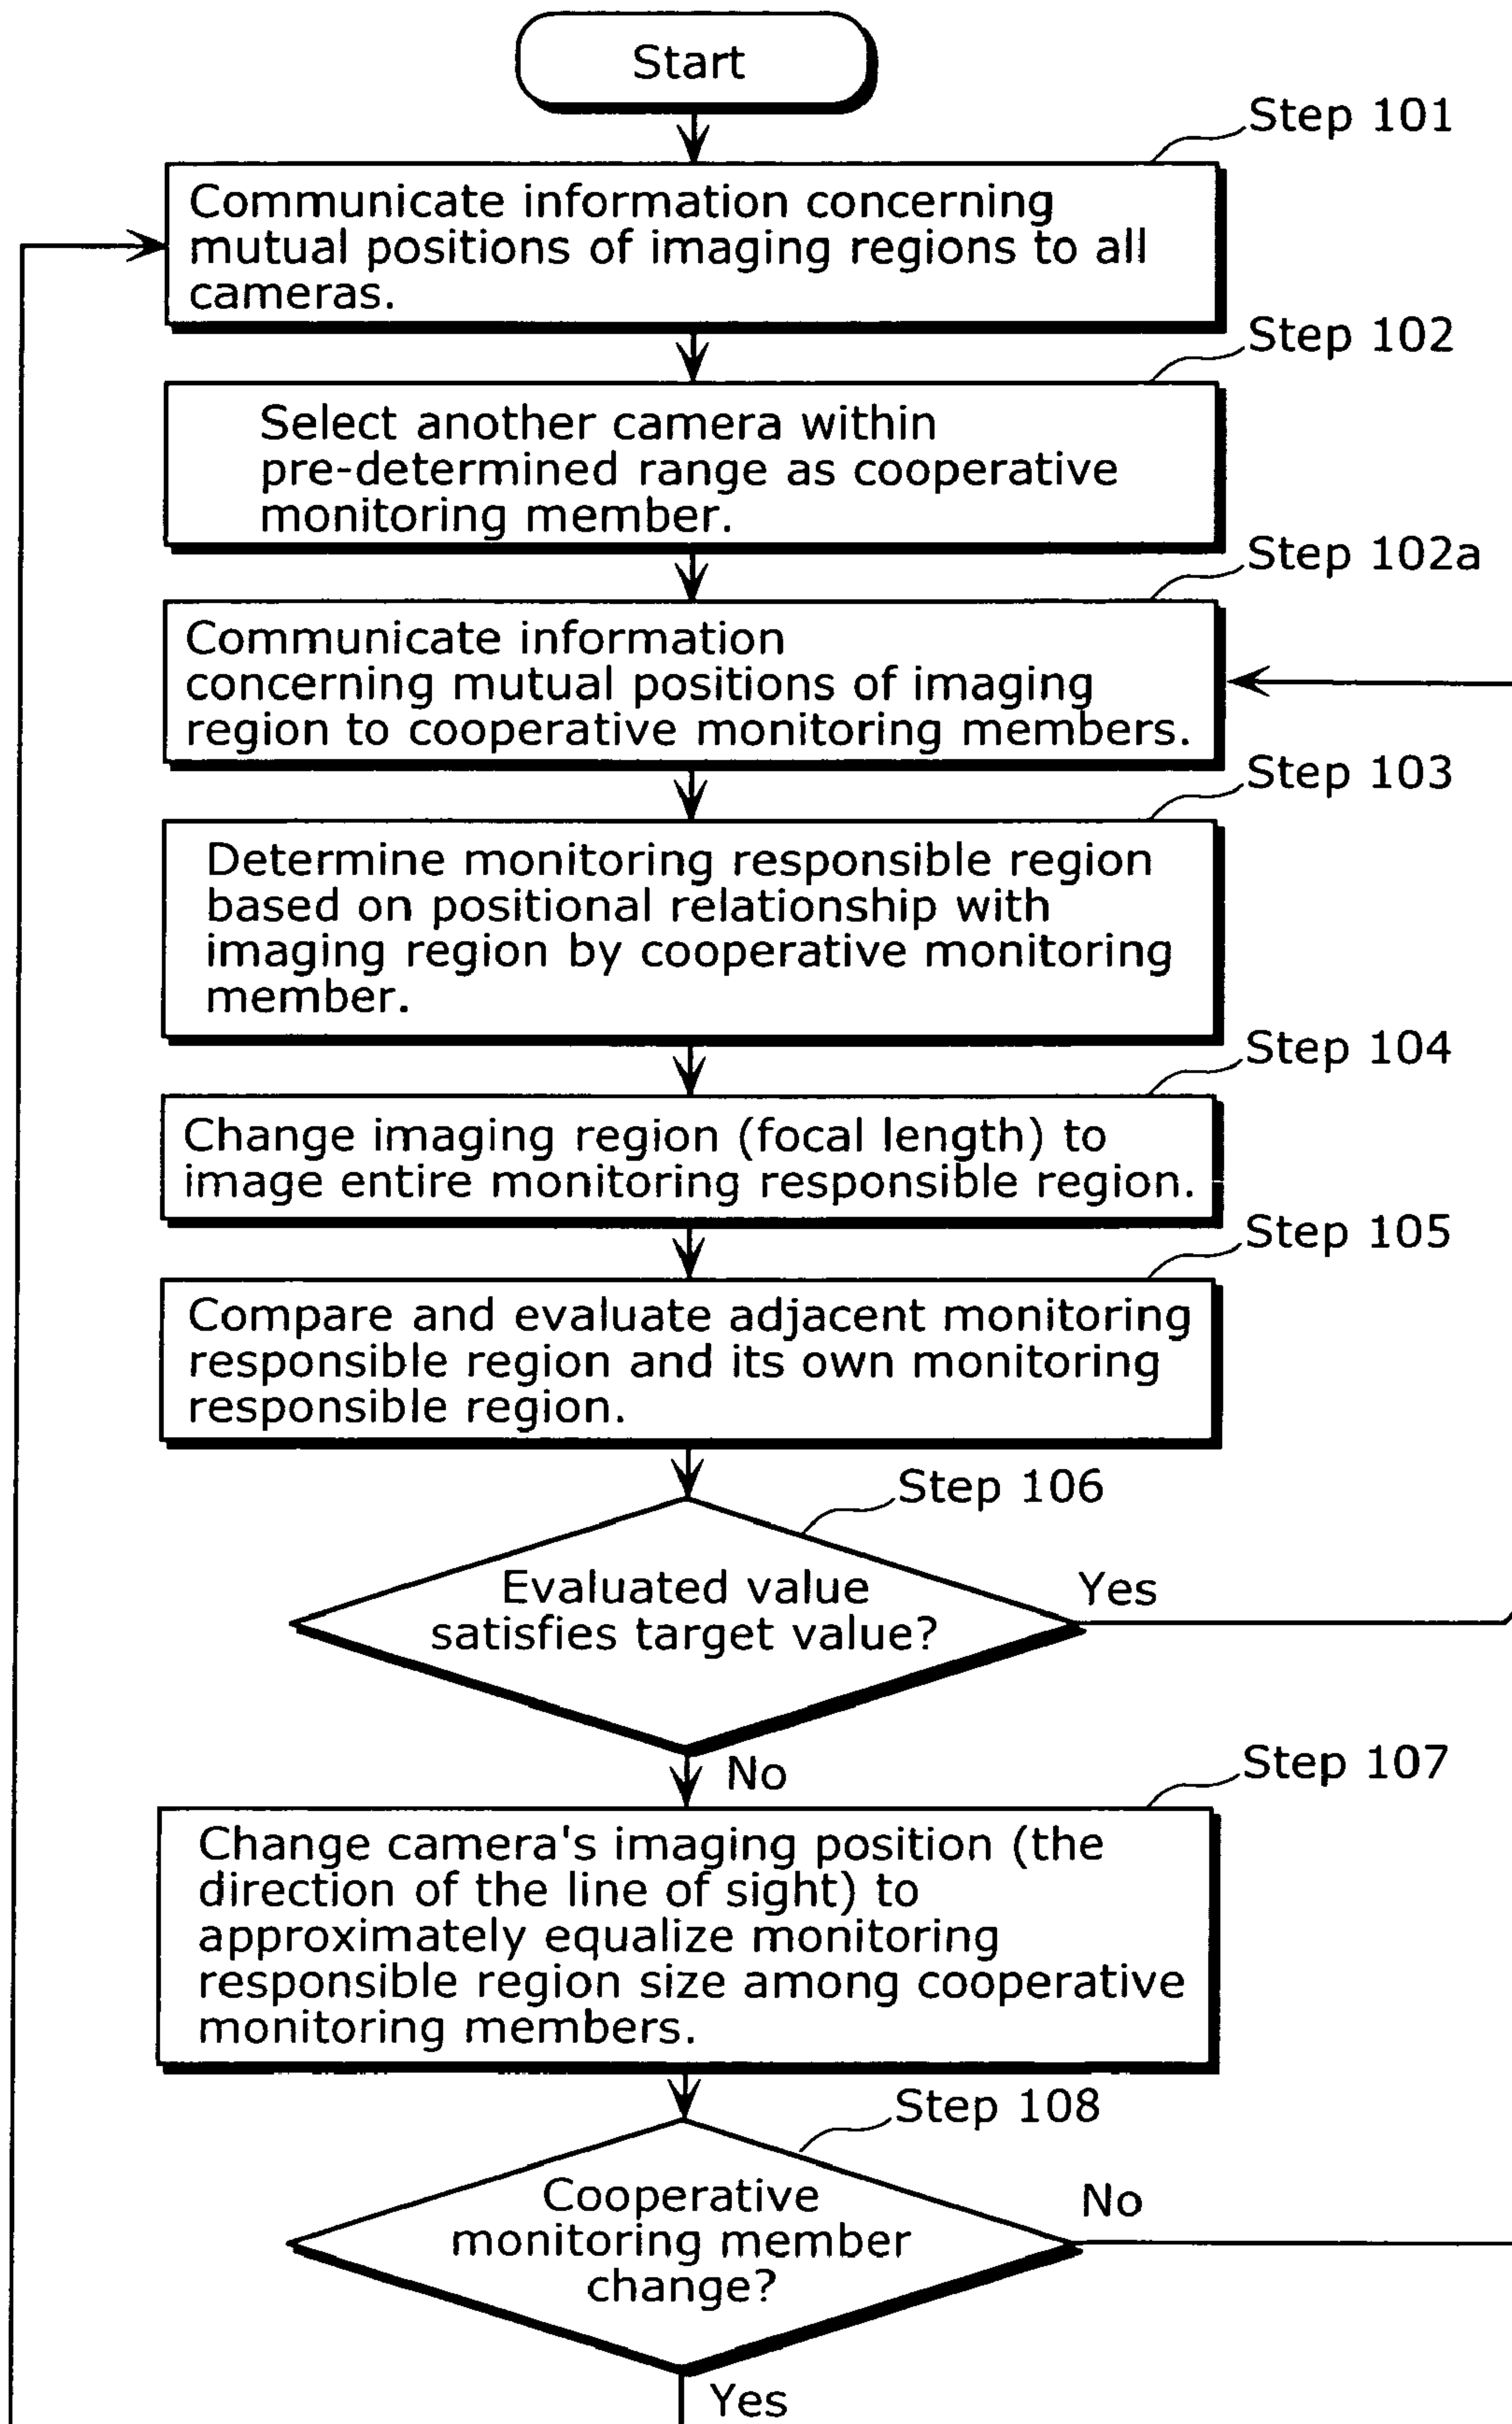 Start
Step 101
Communicate information concerning
mutual positions of imaging regions to all
cameras.
Step 102
Select another camera within
pre-determined range as cooperative
monitoring member.
Step 102a
Communicate information
concerning mutual positions of imaging
region to cooperative monitoring members.
Step 103
Determine monitoring responsible region
based on positional relationship with
imaging region by cooperative monitoring
member.
Step 104
Change imaging region (focal length) to
image entire monitoring responsible region.
Step 105
Compare and evaluate adjacent monitoring
responsible region and its own monitoring
responsible region.
Step 106
Evaluated value
satisfies target value?
Yes
No
Step 107
Change camera's imaging position (the
direction of the line of sight) to
approximately equalize monitoring
responsible region size among cooperative
monitoring members.
Step 108
Cooperative
monitoring member
change?
No
Yes